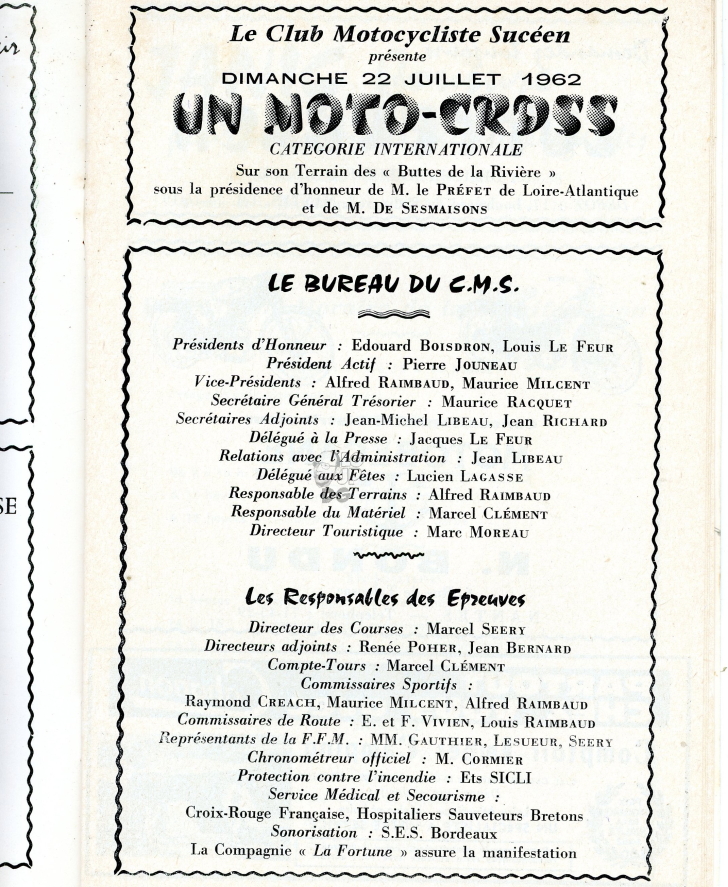 Le Club Motocycliste Sucéen
présente
DIMANCHE 22 JUILLET 1962
UN MOTO-CROSS
CATEGORIE INTERNATIONALE
Sur son Terrain des « Buttes de la Rivière »
sous la présidence d'honneur de M. le PRÉFET de Loire-Atlantique
et de M. DE SESMAISONS
LE BUREAU DU C.M.S.
Présidents d'Honneur : Edouard BOISDRON, Louis LE FEUR
Président Actif : Pierre JOUNEAU
Vice-Présidents : Alfred RAIMBAUD, Maurice MILCENT
Secrétaire Général Trésorier : Maurice RACQUET
Secrétaires Adjoints : Jean-Michel LIBEAU, Jean RICHARD
Délégué à la Presse : Jacques LE FEUR
Relations avec l'Administration : Jean LIBEAU
Délégué aux Fêtes : Lucien LAGASSE
Responsable des Terrains : Alfred RAIMBAUD
Responsable du Matériel : Marcel CLÉMENT
Directeur Touristique : Marc MOREAU
Les Responsables des Epreuves
Directeur des Courses : Marcel SEERY
Directeurs adjoints : Renée POHER, Jean BERNARD
Compte-Tours : Marcel CLÉMENT
Commissaires Sportifs :
Raymond CREACH, Maurice MILCENT, Alfred RAIMBAUD
Commissaires de Route : E. et F. VIVIEN, Louis RAIMBAUD
Représentants de la F.F.M. : MM. GAUTHIER, LESUEUR, SEERY
Chronométreur officiel : M. CORMIER
Protection contre l'incendie : Ets SICLI
Service Médical et Secourisme :
Croix-Rouge Française, Hospitaliers Sauveteurs Bretons
Sonorisation : S.E.S. Bordeaux
La Compagnie « La Fortune » assure la manifestation